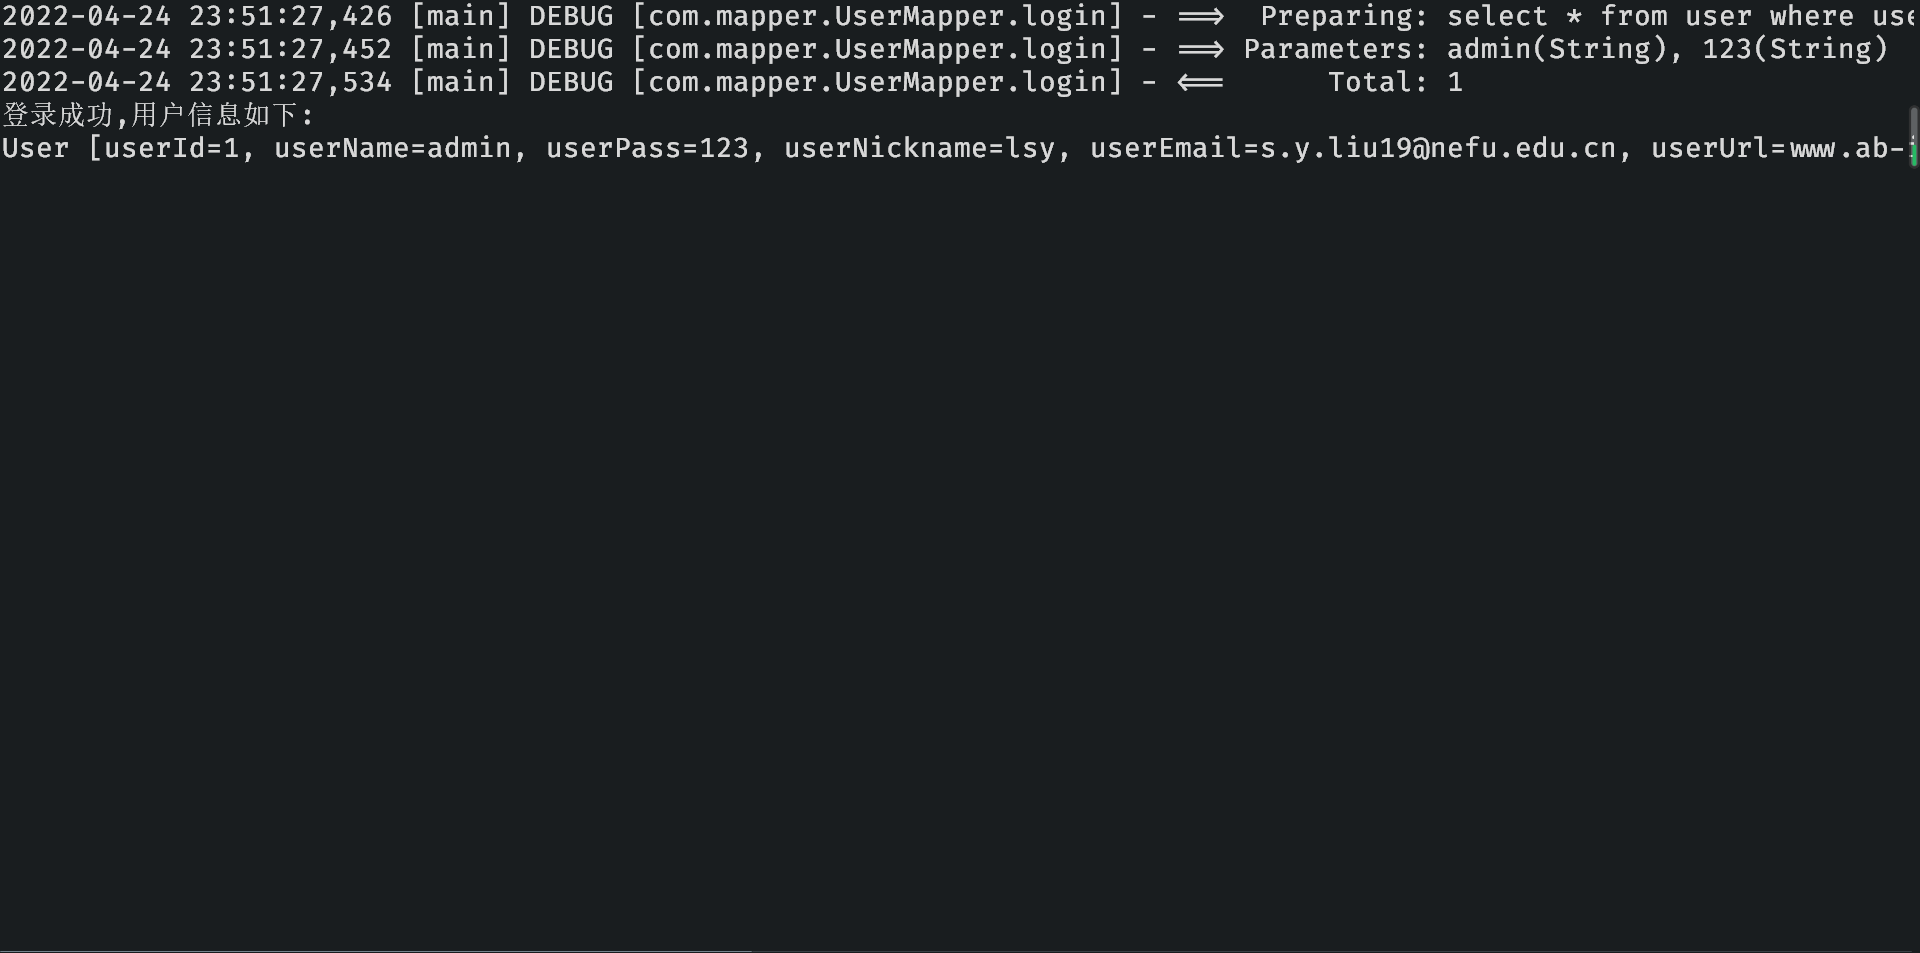 2022-04-24 23:51:27,426 [main] DEBUG [com.mapper.UserMapper.login] - ==> Preparing: select * from user where use
2022-04-24 23:51:27,452 [main] DEBUG [com.mapper.UserMapper.login] - ==> Parameters: admin(String), 123(String)
2022-04-24 23:51:27,534 [main] DEBUG [com.mapper.UserMapper.login] - <== Total: 1
登录成功,用户信息如下:
User [userId=1, userName=admin, userPass=123, userNickname=lsy, userEmail=s.y.liu19@nefu.edu.cn, userUrl=www.ab-